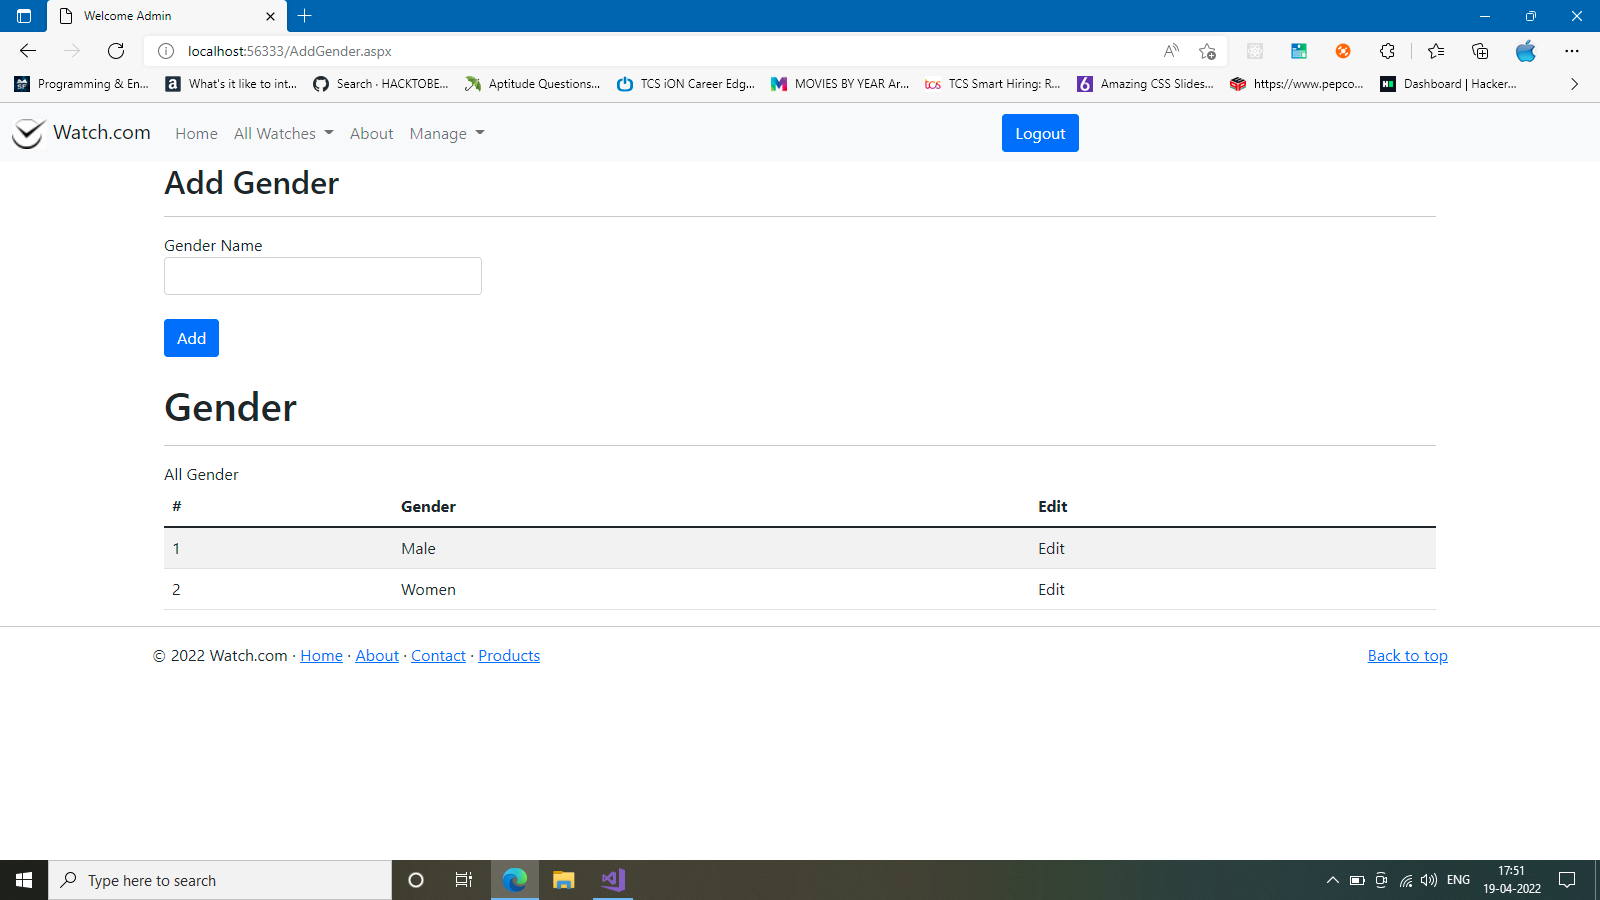 Welcome Admin
localhost:56333/AddGender.aspx
Programming & En... What's it like to int... Search · HACKTOBE... Aptitude Questions... TCS iON Career Edg... MOVIES BY YEAR Ar... TCS Smart Hiring: R... Amazing CSS Slides... https://www.pepco... Dashboard | Hacker...
Watch.com Home All Watches About Manage Logout
Add Gender
Gender Name
Add
Gender
All Gender
# Gender Edit
1 Male Edit
2 Women Edit
© 2022 Watch.com · Home · About · Contact · Products Back to top
Type here to search ENG 17:51
19-04-2022